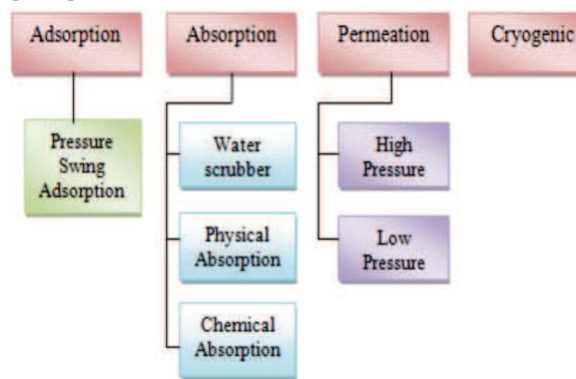 Adsorption
Absorption
Permeation
Cryogenic
Pressure
Swing
Adsorption
Water
scrubber
Physical
Absorption
Chemical
Absorption
High
Pressure
Low
Pressure